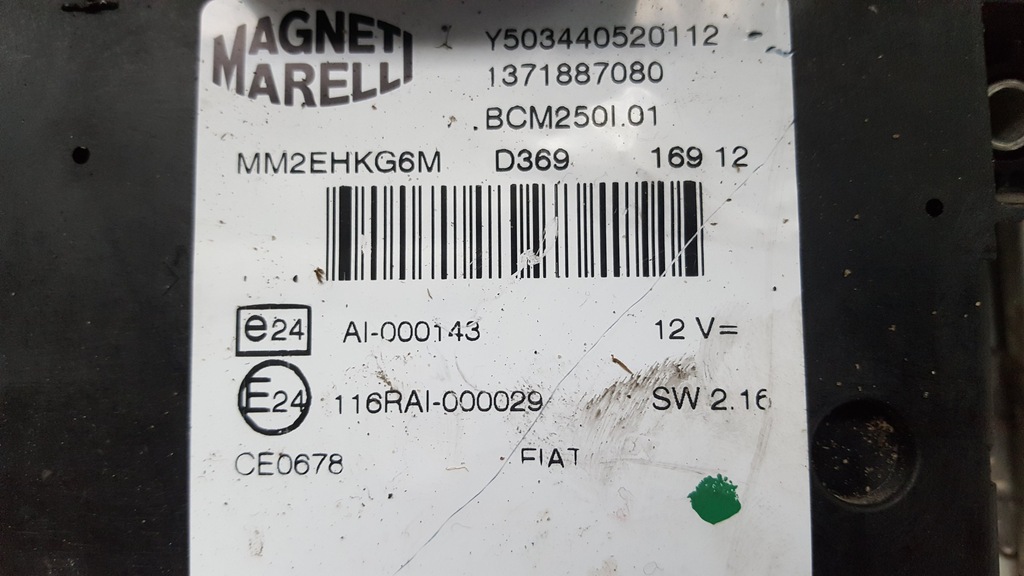 MAGNETI
MARELLI
Y503440520112
1371887080
.BCM250I.01
MM2EHKG6M D369 169 12
e24 AI-000143 12 V=
E24 116RAI-000029 SW 2.16
CE0678 FIAT